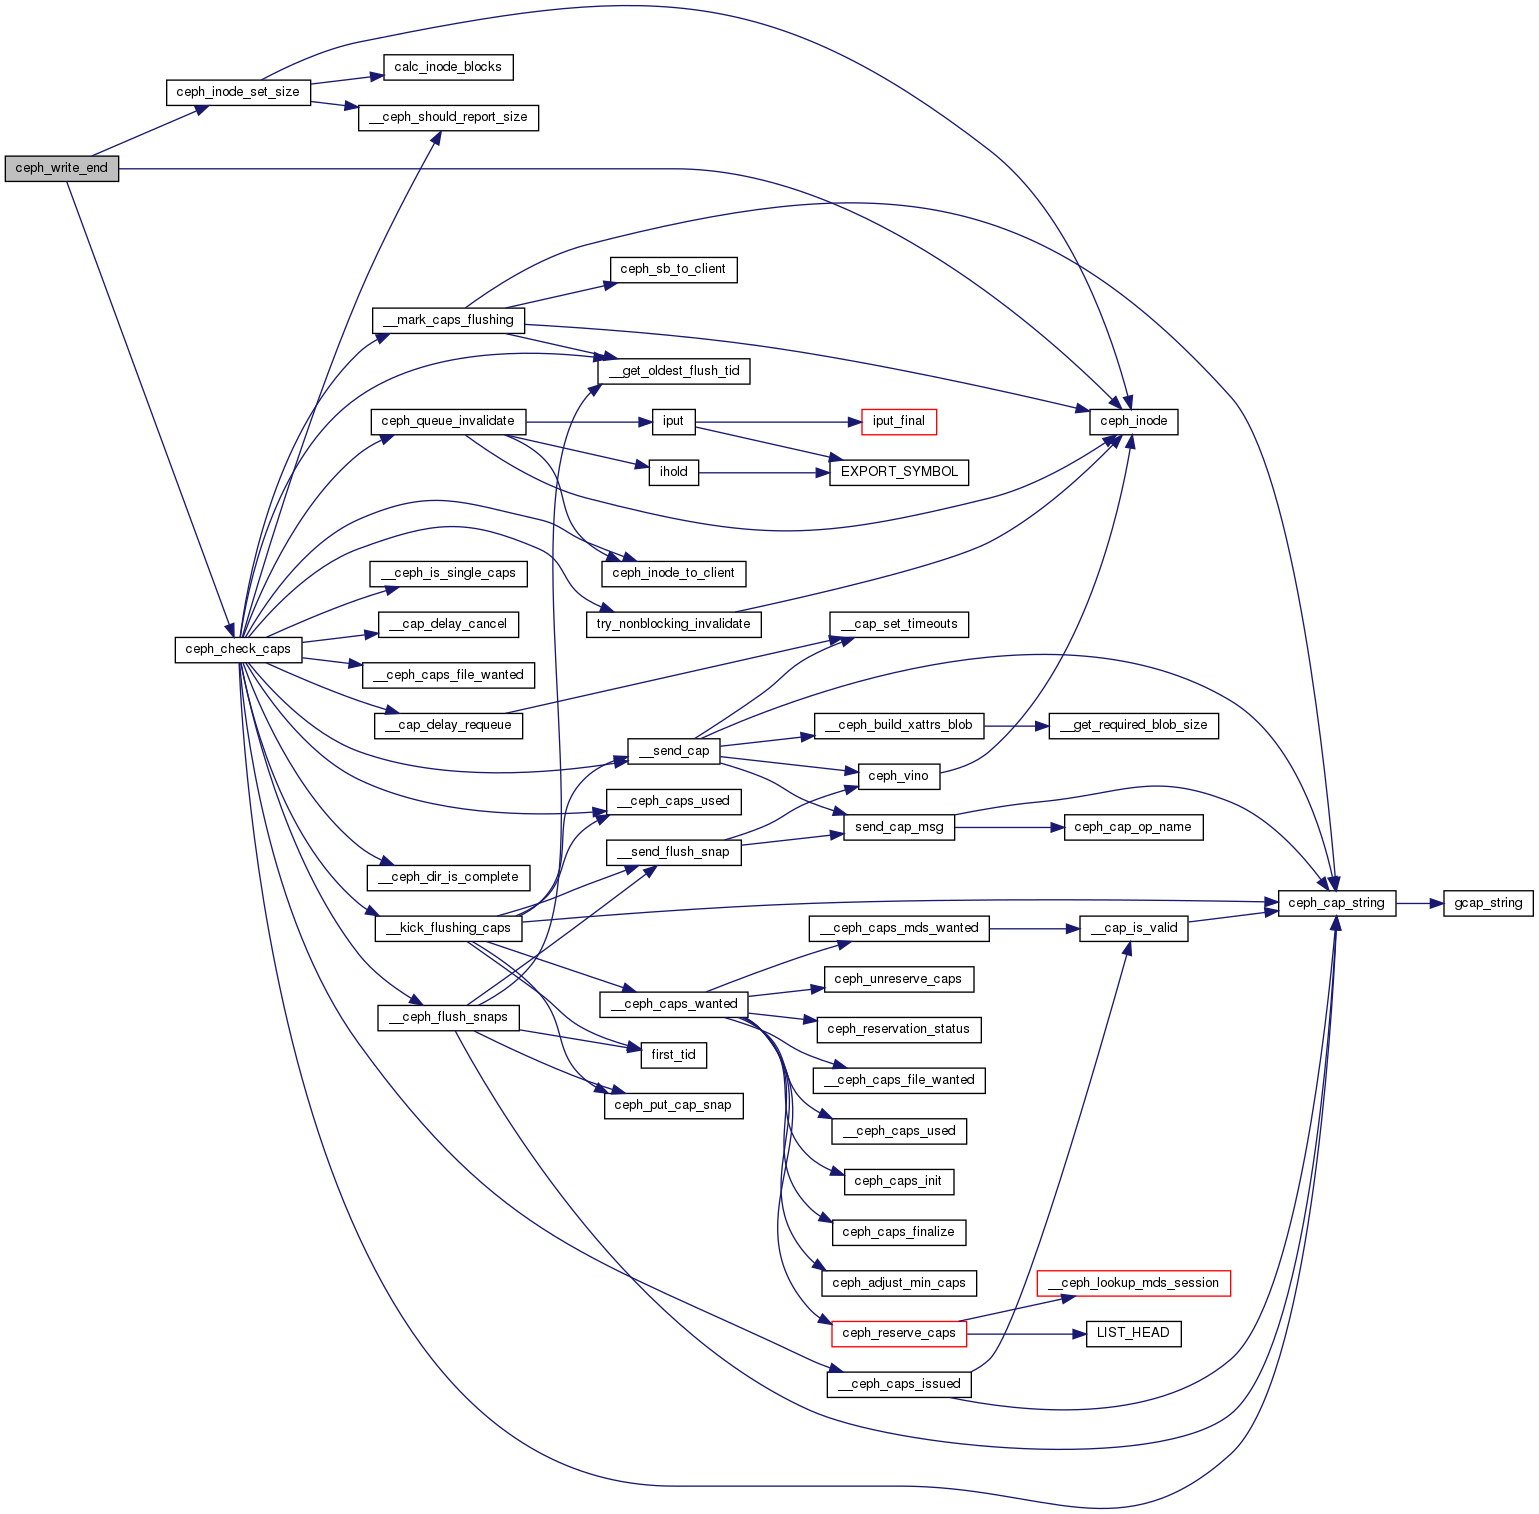 ceph_write_end
ceph_inode_set_size
calc_inode_blocks
__ceph_should_report_size
ceph_check_caps
__mark_caps_flushing
ceph_sb_to_client
__get_oldest_flush_tid
ceph_queue_invalidate
iput
iput_final
ihold
EXPORT_SYMBOL
ceph_inode
ceph_inode_to_client
__ceph_is_single_caps
try_nonblocking_invalidate
__cap_delay_cancel
__cap_set_timeouts
__ceph_caps_file_wanted
__cap_delay_requeue
__send_cap
__ceph_build_xattrs_blob
__get_required_blob_size
ceph_vino
__ceph_caps_used
send_cap_msg
ceph_cap_op_name
__send_flush_snap
__ceph_dir_is_complete
ceph_cap_string
gcap_string
__kick_flushing_caps
__ceph_caps_mds_wanted
__cap_is_valid
ceph_unreserve_caps
__ceph_caps_wanted
__ceph_flush_snaps
ceph_reservation_status
first_tid
__ceph_caps_file_wanted
ceph_put_cap_snap
__ceph_caps_used
ceph_caps_init
ceph_caps_finalize
ceph_adjust_min_caps
__ceph_lookup_mds_session
ceph_reserve_caps
LIST_HEAD
__ceph_caps_issued